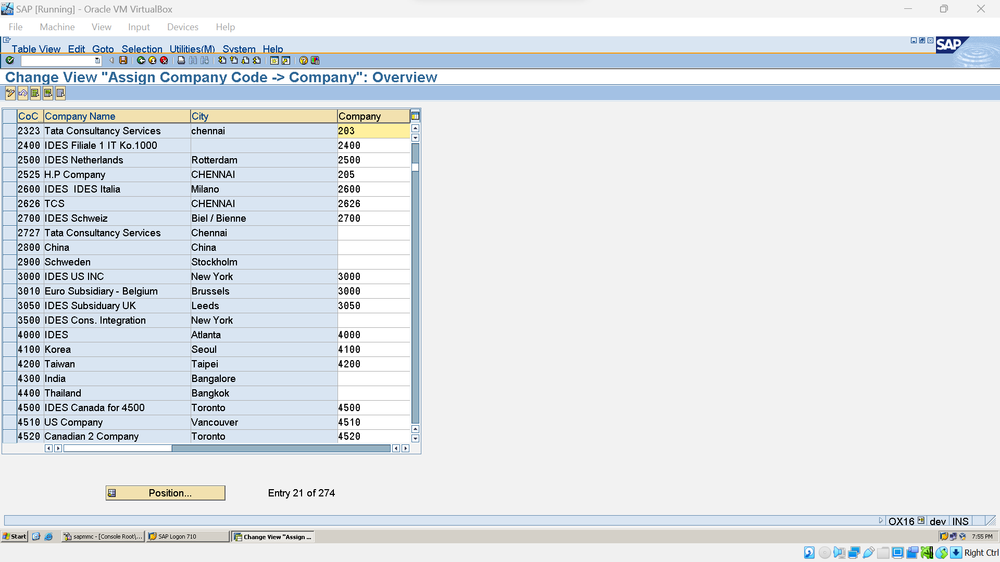 SAP [Running] - Oracle VM VirtualBox
File Machine View Input Devices Help
Table View Edit Goto Selection Utilities(M) System Help
SAP
Change View "Assign Company Code -> Company": Overview
CoC.. Company Name City Company
2323 Tata Consultancy Services chennai 203
2400 IDES Filiale 1 IT Ko.1000 2400
2500 IDES Netherlands Rotterdam 2500
2525 H.P Company CHENNAI 205
2600 IDES IDES Italia Milano 2600
2626 TCS CHENNAI 2626
2700 IDES Schweiz Biel / Bienne 2700
2727 Tata Consultancy Services Chennai
2800 China China
2900 Schweden Stockholm
3000 IDES US INC New York 3000
3010 Euro Subsidiary - Belgium Brussels 3000
3050 IDES Subsiduary UK Leeds 3050
3500 IDES Cons. Integration New York
4000 IDES Atlanta 4000
4100 Korea Seoul 4100
4200 Taiwan Taipei 4200
4300 India Bangalore
4400 Thailand Bangkok
4500 IDES Canada for 4500 Toronto 4500
4510 US Company Vancouver 4510
4520 Canadian 2 Company Toronto 4520
Position... Entry 21 of 274
OX16 dev INS
Start sapmmc - [Console Root\... SAP Logon 710 Change View "Assign ... 7:55 PM
Right Ctrl